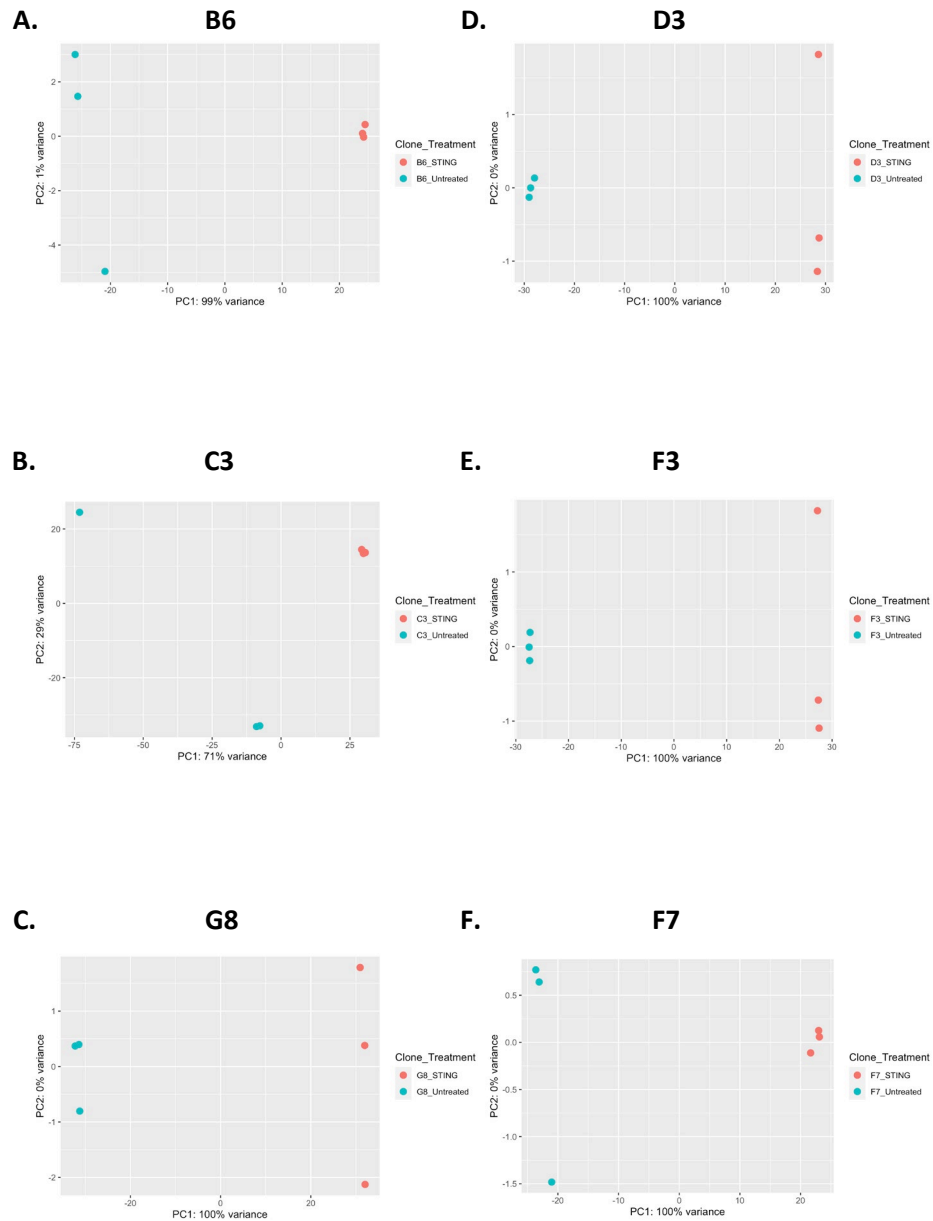 A.
B6
2
0
-2
-4
PC2: 1% variance
-20
-10
0
10
20
PC1: 99% variance
Clone_Treatment
B6_STING
B6_Untreated
D.
D3
1
0
-1
PC2: 0% variance
-30
-20
-10
0
10
20
30
PC1: 100% variance
Clone_Treatment
D3_STING
D3_Untreated
B.
C3
20
0
-20
PC2: 29% variance
-75
-50
-25
0
25
PC1: 71% variance
Clone_Treatment
C3_STING
C3_Untreated
E.
F3
1
0
-1
PC2: 0% variance
-30
-20
-10
0
10
20
30
PC1: 100% variance
Clone_Treatment
F3_STING
F3_Untreated
C.
G8
1
0
-1
-2
PC2: 0% variance
-20
0
20
PC1: 100% variance
Clone_Treatment
G8_STING
G8_Untreated
F.
F7
0.5
0.0
-0.5
-1.0
-1.5
PC2: 0% variance
-20
-10
0
10
20
PC1: 100% variance
Clone_Treatment
F7_STING
F7_Untreated